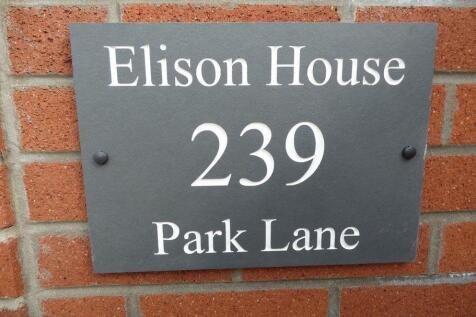 Elison House
239
Park Lane